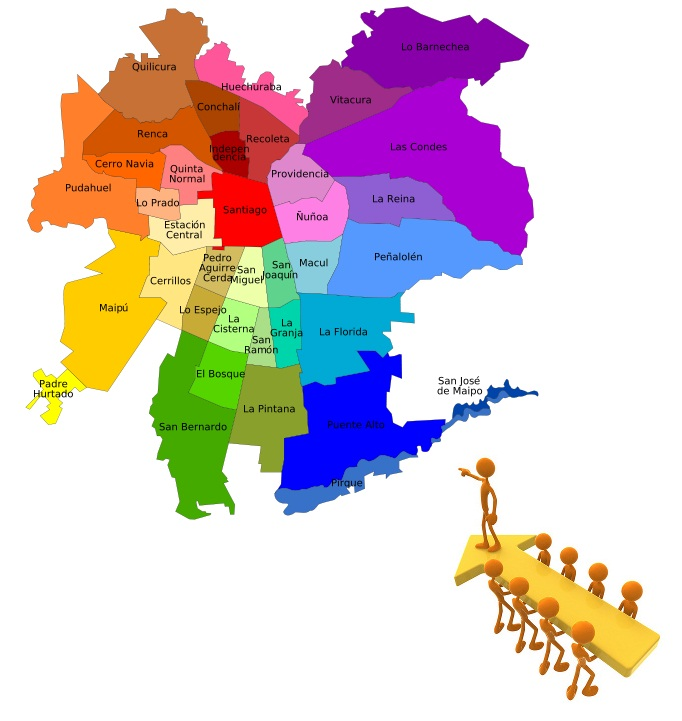 Lo Barnechea
Quilicura
Huechuraba
Vitacura
Conchalí
Renca
Recoleta
Indepen
dencia
Las Condes
Cerro Navia
Quinta
Normal
Providencia
Pudahuel
Lo Prado
La Reina
Santiago
Ñuñoa
Estación
Central
Peñalolén
Pedro
Aguirre
Cerda
San
Miguel
San
Joaquín
Macul
Cerrillos
Maipú
Lo Espejo
La
Cisterna
La
Granja
La Florida
San
Ramón
El Bosque
Padre
Hurtado
San José
de Maipo
La Pintana
San Bernardo
Puente Alto
Pirque